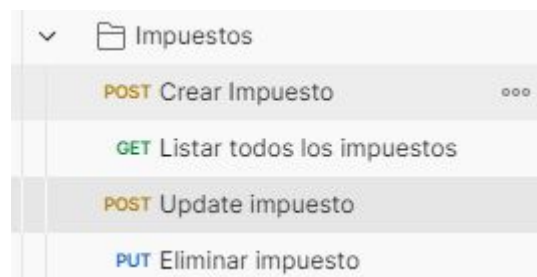 Impuestos
POST Crear Impuesto
GET Listar todos los impuestos
POST Update impuesto
PUT Eliminar impuesto